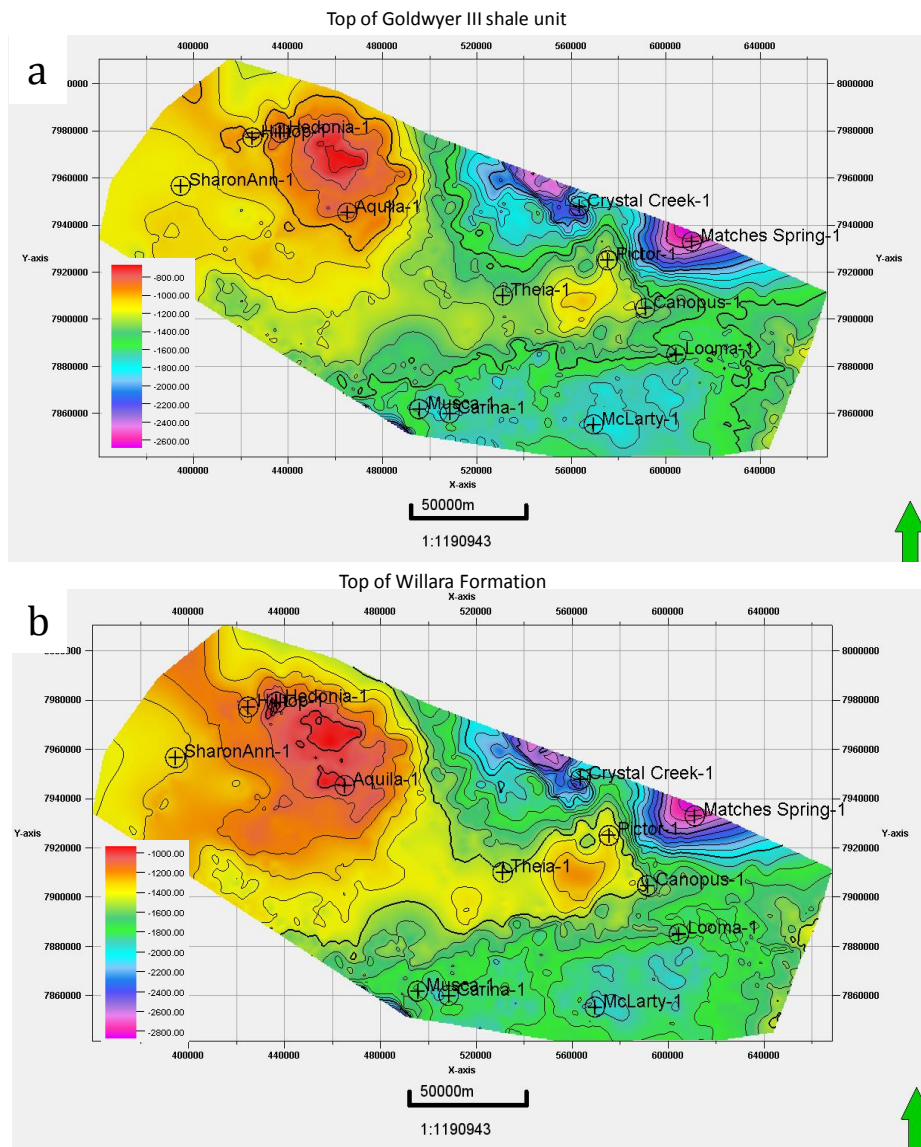 Top of Goldwyer III shale unit
a
400000 440000 480000 520000 560000 600000 640000
8000000
7980000 7980000
7960000 7960000
7940000 7940000
7920000 7920000
7900000 7900000
7880000 7880000
7860000 7860000
Y-axis
Y-axis
Hilltop-1
Hedonia-1
SharonAnn-1
Aquila-1
Crystal Creek-1
Matches Spring-1
Pictor-1
Theia-1
Canopus-1
Looma-1
Musca-1
Carina-1
McLarty-1
-800.00
-1000.00
-1200.00
-1400.00
-1600.00
-1800.00
-2000.00
-2200.00
-2400.00
-2600.00
400000 440000 480000 520000 560000 600000 640000
X-axis
50000m
1:1190943
Top of Willara Formation
b
X-axis
400000 440000 480000 520000 560000 600000 640000
8000000
7980000 7980000
7960000 7960000
7940000 7940000
7920000 7920000
7900000 7900000
7880000 7880000
7860000 7860000
Y-axis
Y-axis
Hilltop-1
Hedonia-1
SharonAnn-1
Aquila-1
Crystal Creek-1
Matches Spring-1
Pictor-1
Theia-1
Canopus-1
Looma-1
Musca-1
Carina-1
McLarty-1
-1000.00
-1200.00
-1400.00
-1600.00
-1800.00
-2000.00
-2200.00
-2400.00
-2600.00
-2800.00
400000 440000 480000 520000 560000 600000 640000
X-axis
50000m
1:1190943